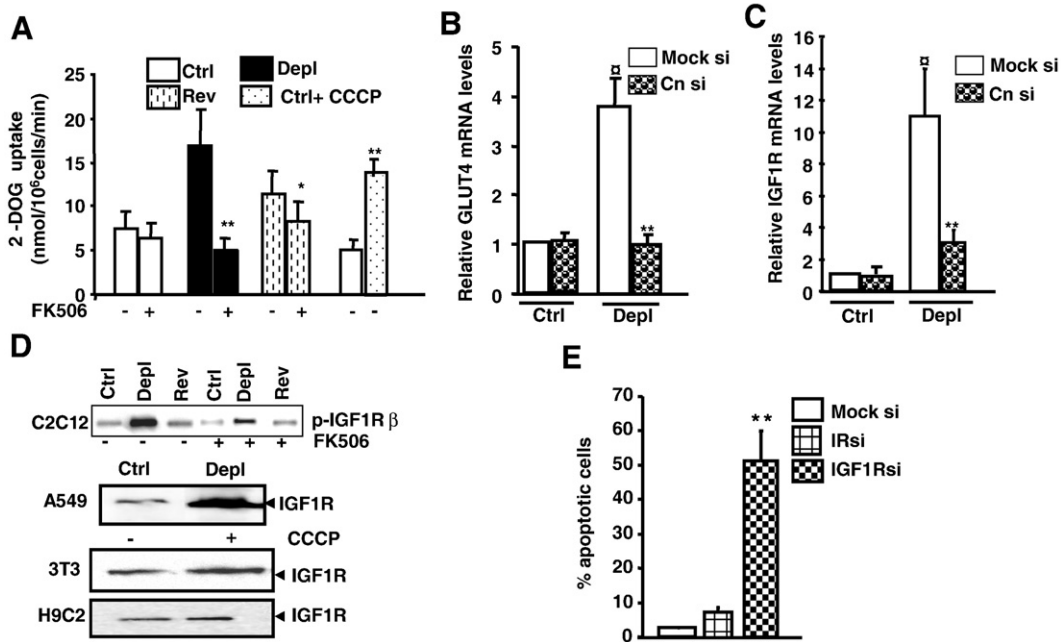 A
2 -DOG uptake
(nmol/10⁶cells/min)
25
20
15
10
5
0
Ctrl
Depl
Rev
Ctrl+ CCCP
**
*
**
FK506 - + - + - + - -
B
Relative GLUT4 mRNA levels
5
4
3
2
1
0
Mock si
Cn si
¤
**
Ctrl Depl
C
Relative IGF1R mRNA levels
16
14
12
10
8
6
4
2
0
Mock si
Cn si
¤
**
Ctrl Depl
D
Ctrl Depl Rev Ctrl Depl Rev
C2C12 p-IGF1R β
- - - + + + FK506
Ctrl Depl
A549 IGF1R
- + CCCP
3T3 IGF1R
H9C2 IGF1R
E
% apoptotic cells
70
60
50
40
30
20
10
0
Mock si
IRsi
IGF1Rsi
**